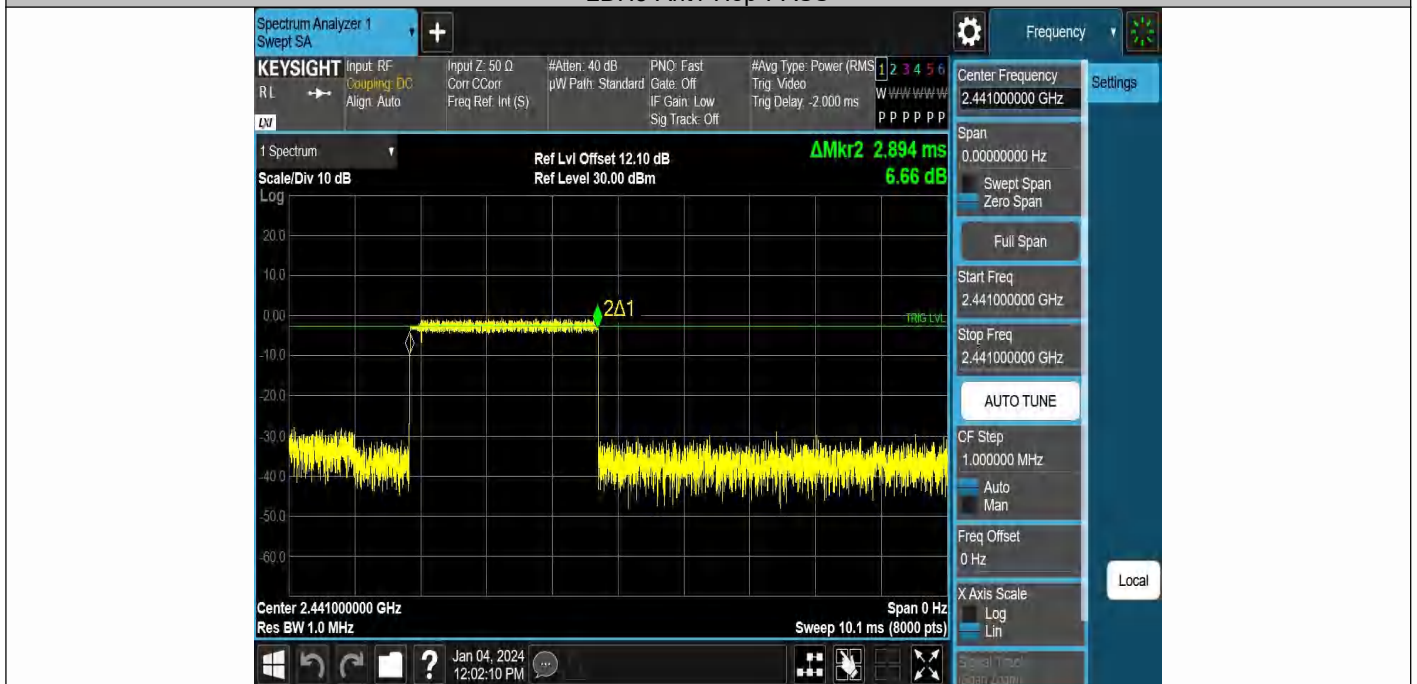 Spectrum Analyzer 1
Swept SA
+
Frequency
KEYSIGHT
RL
LXI
Input: RF
Coupling: DC
Align: Auto
Input Z: 50 Ω
Corr CCorr
Freq Ref: Int (S)
#Atten: 40 dB
µW Path: Standard
PNO: Fast
Gate: Off
IF Gain: Low
Sig Track: Off
#Avg Type: Power (RMS
Trig: Video
Trig Delay: -2.000 ms
1 2 3 4 5 6
W W W W W W
P P P P P P
Center Frequency
2.441000000 GHz
Settings
Span
0.00000000 Hz
Swept Span
Zero Span
Full Span
Start Freq
2.441000000 GHz
Stop Freq
2.441000000 GHz
AUTO TUNE
CF Step
1.000000 MHz
Auto
Man
Freq Offset
0 Hz
X Axis Scale
Log
Lin
Signal Track
(Span Zoom)
Local
1 Spectrum
Scale/Div 10 dB
Log
Ref Lvl Offset 12.10 dB
Ref Level 30.00 dBm
ΔMkr2 2.894 ms
6.66 dB
20.0
10.0
0.00
-10.0
-20.0
-30.0
-40.0
-50.0
-60.0
2Δ1
TRIG LVL
Center 2.441000000 GHz
Res BW 1.0 MHz
Span 0 Hz
Sweep 10.1 ms (8000 pts)
?
Jan 04, 2024
12:02:10 PM